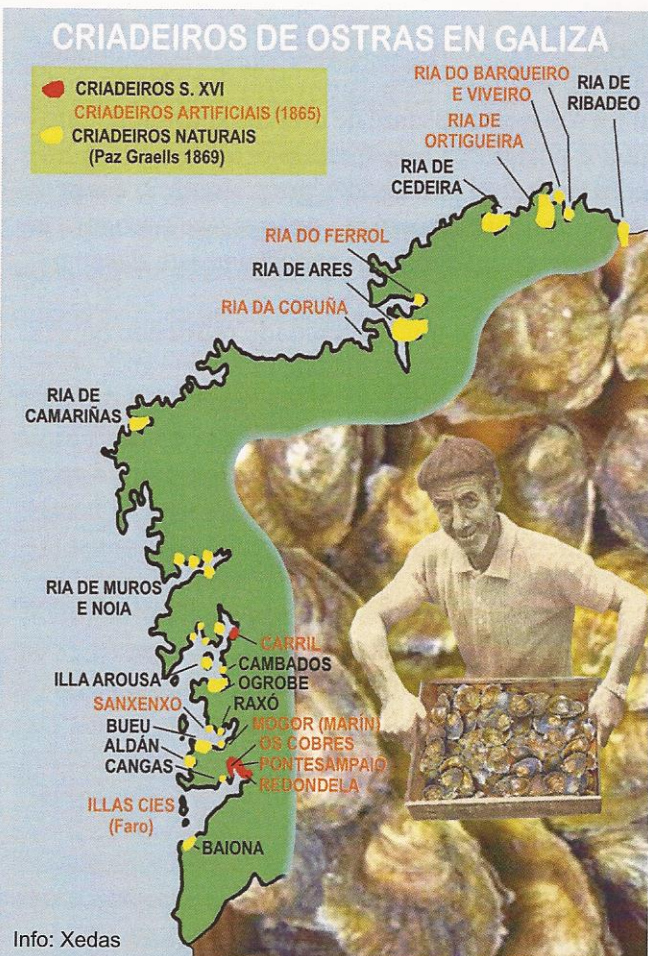 CRIADEIROS DE OSTRAS EN GALIZA
CRIADEIROS S. XVI
CRIADEIROS ARTIFICIAIS (1865)
CRIADEIROS NATURAIS
(Paz Graells 1869)
RIA DO BARQUEIRO
E VIVEIRO
RIA DE
RIBADEO
RIA DE
ORTIGUEIRA
RIA DE
CEDEIRA
RIA DO FERROL
RIA DE ARES
RIA DA CORUÑA
RIA DE
CAMARIÑAS
RIA DE MUROS
E NOIA
CARRIL
CAMBADOS
ILLA AROUSA
OGROBE
SANXENXO
RAXÓ
BUEU
MOGOR (MARÍN)
ALDÁN
OS COBRES
CANGAS
PONTESAMPAIO
REDONDELA
ILLAS CIES
(Faro)
BAIONA
Info: Xedas